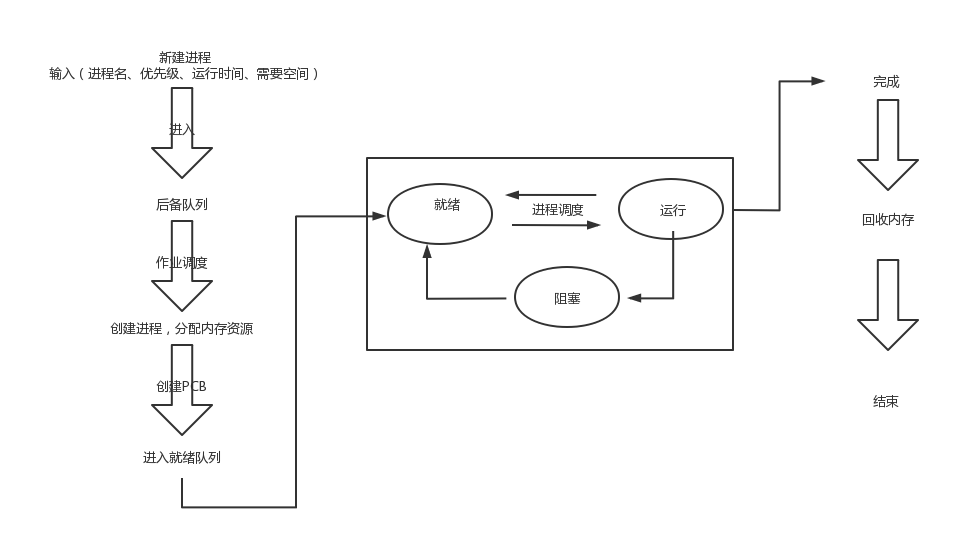 新建进程
输入（进程名、优先级、运行时间、需要空间）
进入
后备队列
作业调度
创建进程，分配内存资源
创建PCB
进入就绪队列
就绪
进程调度
运行
阻塞
完成
回收内存
结束